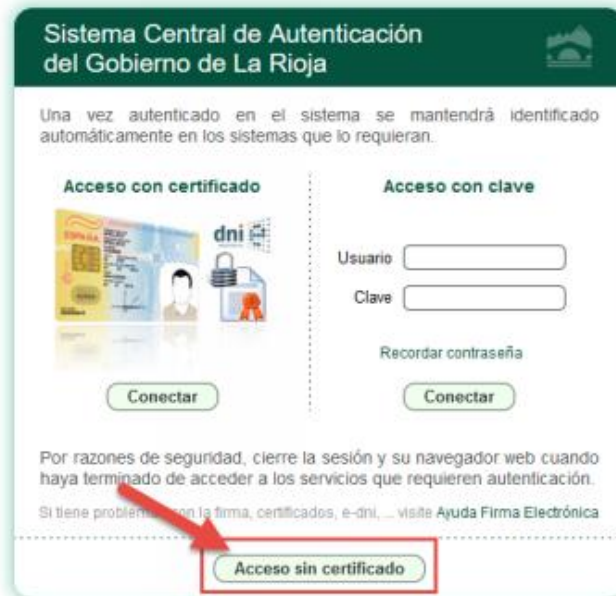 Sistema Central de Autenticación
del Gobierno de La Rioja
Una vez autenticado en el sistema se mantendrá identificado
automáticamente en los sistemas que lo requieran.
Acceso con certificado
ESPAÑA
dni
Conectar
Acceso con clave
Usuario
Clave
Recordar contraseña
Conectar
Por razones de seguridad, cierre la sesión y su navegador web cuando
haya terminado de acceder a los servicios que requieren autenticación.
Si tiene problemas con la firma, certificados, e-dni, ... visite Ayuda Firma Electrónica
Acceso sin certificado